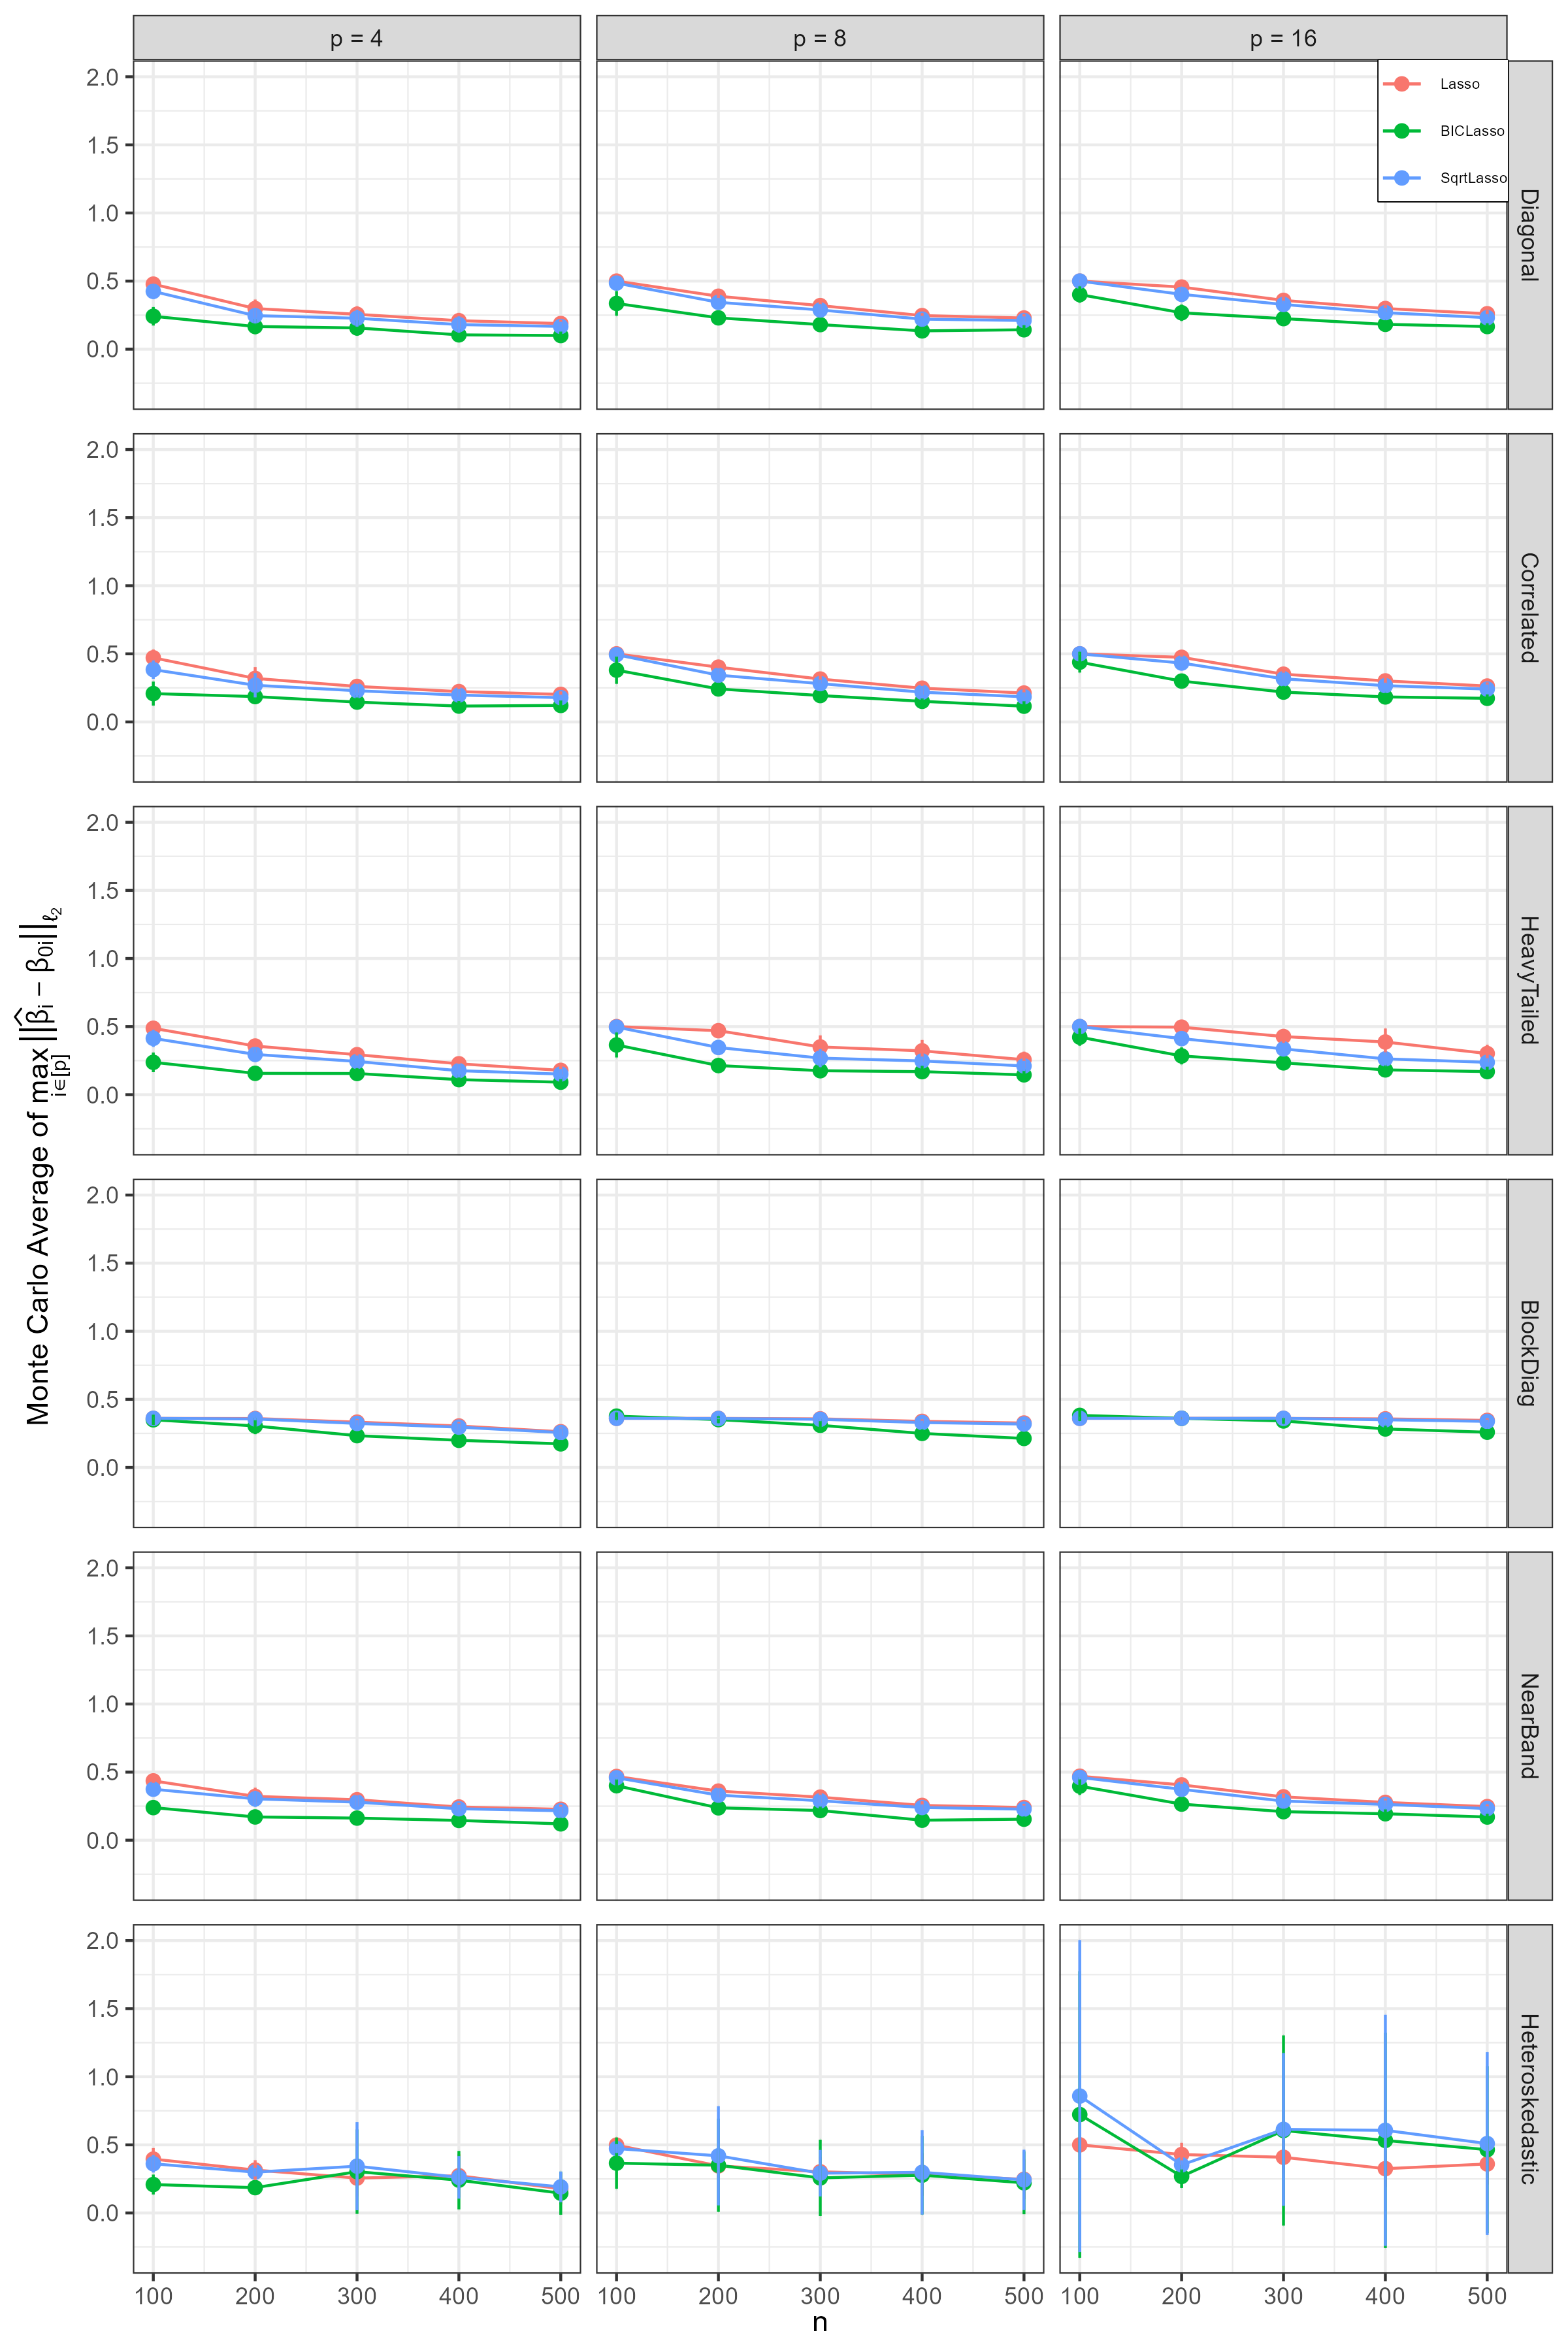 p = 4
p = 8
p = 16
Lasso
BICLasso
SqrtLasso
2.0
1.5
1.0
0.5
0.0
Diagonal
2.0
1.5
1.0
0.5
0.0
Correlated
2.0
1.5
1.0
0.5
0.0
HeavyTailed
2.0
1.5
1.0
0.5
0.0
BlockDiag
2.0
1.5
1.0
0.5
0.0
NearBand
2.0
1.5
1.0
0.5
0.0
Heteroskedastic
100 200 300 400 500
100 200 300 400 500
100 200 300 400 500
n
Monte Carlo Average of max i∈[p] ||β̂i − β0i||ℓ2